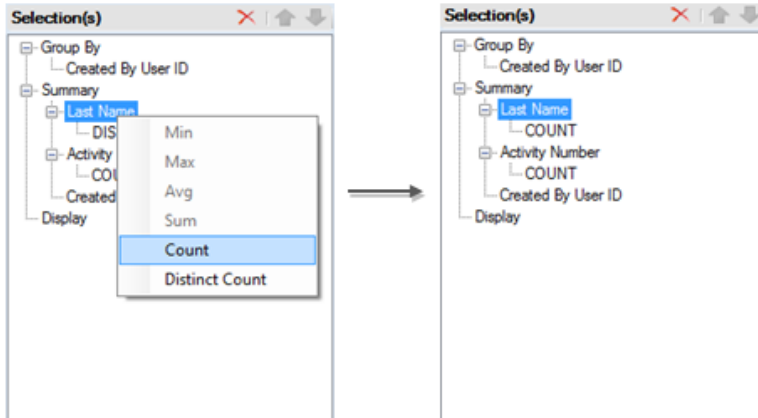 Selection(s)
Group By
Created By User ID
Summary
Last Name
DIS
Activity
COU
Created
Display
Min
Max
Avg
Sum
Count
Distinct Count
Selection(s)
Group By
Created By User ID
Summary
Last Name
COUNT
Activity Number
COUNT
Created By User ID
Display